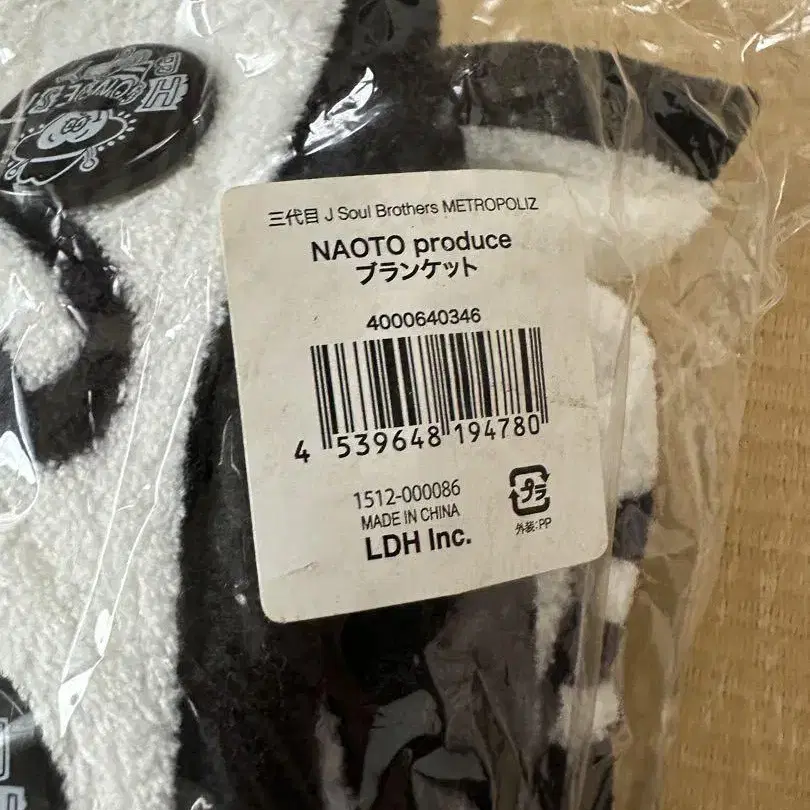 三代目 J Soul Brothers METROPOLIZ
NAOTO produce
ブランケット
4000640346
4 539648 194780
1512-000086
MADE IN CHINA
LDH Inc.
プラ
外装:PP